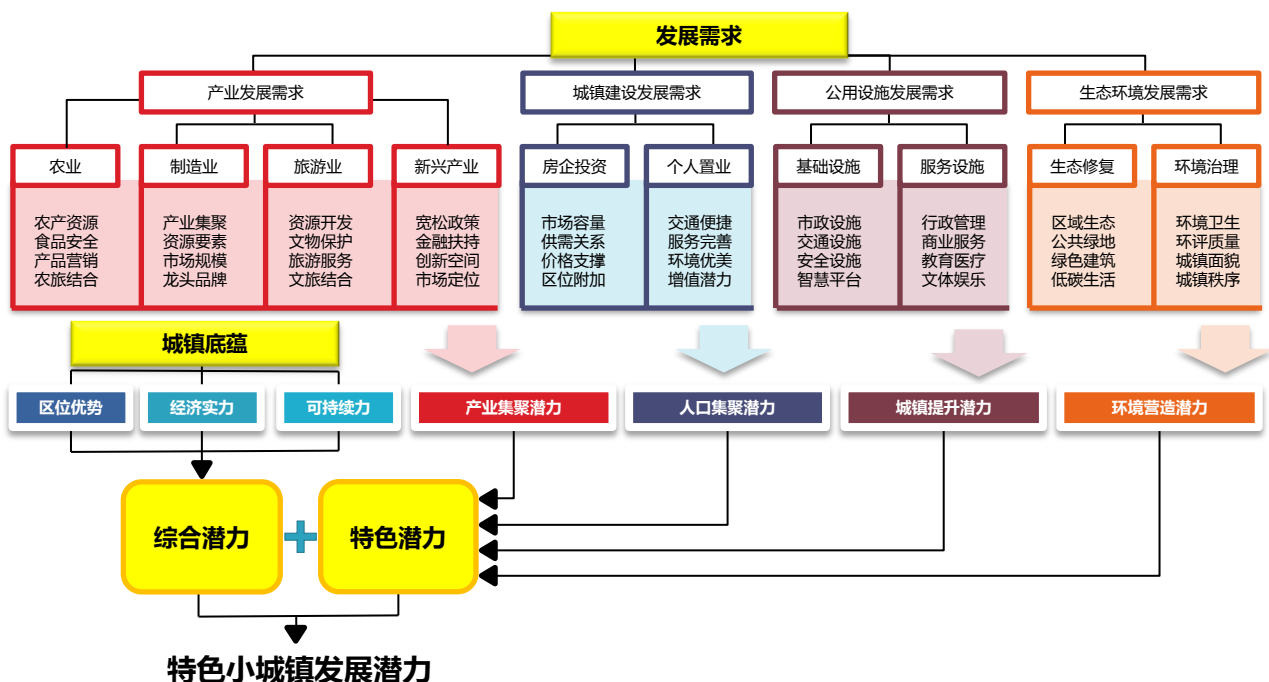 发展需求
产业发展需求
城镇建设发展需求
公用设施发展需求
生态环境发展需求
农业
制造业
旅游业
新兴产业
房企投资
个人置业
基础设施
服务设施
生态修复
环境治理
农产资源
食品安全
产品营销
农旅结合
产业集聚
资源要素
市场规模
龙头品牌
资源开发
文物保护
旅游服务
文旅结合
宽松政策
金融扶持
创新空间
市场定位
市场容量
供需关系
价格支撑
区位附加
交通便捷
服务完善
环境优美
增值潜力
市政设施
交通设施
安全设施
智慧平台
行政管理
商业服务
教育医疗
文体娱乐
区域生态
公共绿地
绿色建筑
低碳生活
环境卫生
环评质量
城镇面貌
城镇秩序
城镇底蕴
区位优势
经济实力
可持续力
产业集聚潜力
人口集聚潜力
城镇提升潜力
环境营造潜力
综合潜力
特色潜力
特色小城镇发展潜力